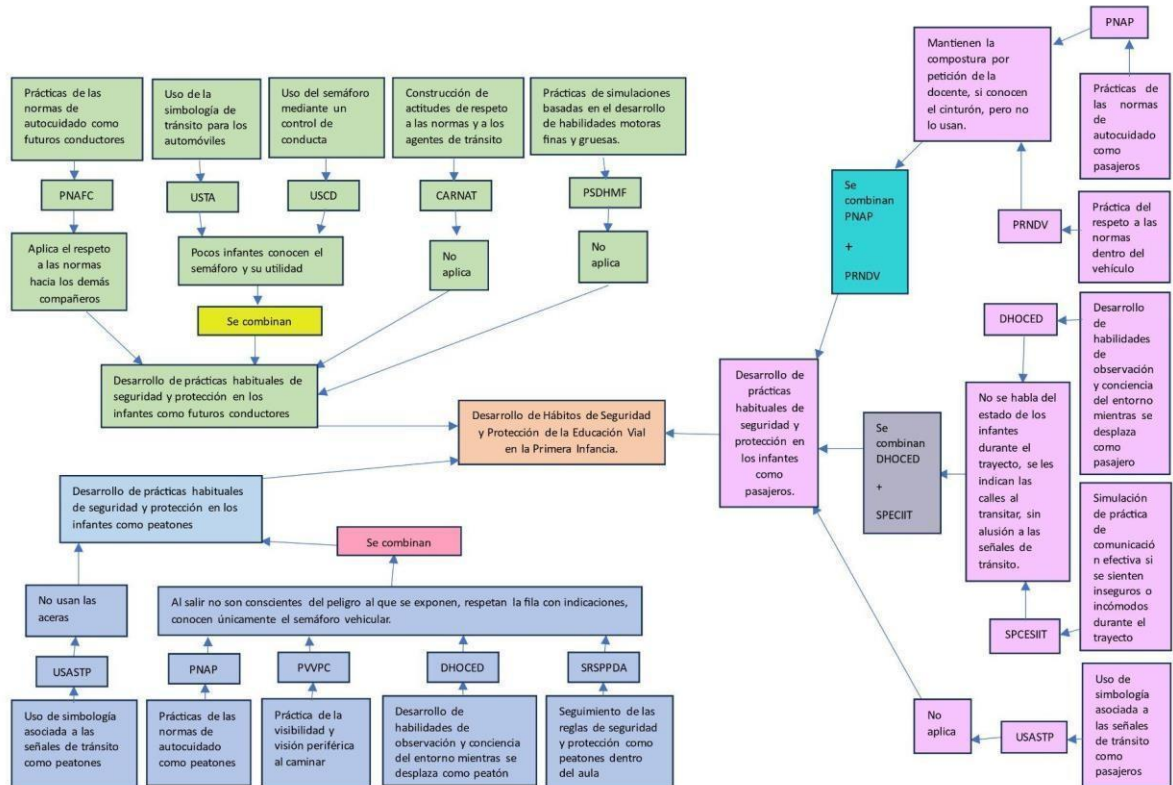 Prácticas de las
normas de
autocuidado como
futuros conductores
Uso de la
simbología de
tránsito para los
automóviles
Uso del semáforo
mediante un
control de
conducta
Construcción de
actitudes de respeto
a las normas y a los
agentes de tránsito
Prácticas de simulaciones
basadas en el desarrollo
de habilidades motoras
finas y gruesas.
PNAFC
USTA
USCD
CARNAT
PSDHMF
Aplica el respeto
a las normas
hacia los demás
compañeros
Pocos infantes conocen el
semáforo y su utilidad
No
aplica
No
aplica
Se combinan
Desarrollo de prácticas habituales de
seguridad y protección en los
infantes como futuros conductores
Desarrollo de Hábitos de Seguridad
y Protección de la Educación Vial
en la Primera Infancia.
Desarrollo de prácticas habituales
de seguridad y protección en los
infantes como peatones
Se combinan
No usan las
aceras
Al salir no son conscientes del peligro al que se exponen, respetan la fila con indicaciones,
conocen únicamente el semáforo vehicular.
USASTP
PNAP
PVVPC
DHOCED
SRSPPDA
Uso de simbología
asociada a las
señales de tránsito
como peatones
Prácticas de las
normas de
autocuidado como
peatones
Práctica de la
visibilidad y
visión periférica
al caminar
Desarrollo de
habilidades de
observación y conciencia
del entorno mientras se
desplaza como peatón
Seguimiento de las
reglas de seguridad
y protección como
peatones dentro
del aula
PNAP
Mantienen la
compostura por
petición de la
docente, si conocen
el cinturón, pero no
lo usan.
Prácticas de
las normas
de
autocuidado
como
pasajeros
Se
combinan
PNAP
+
PRNDV
PRNDV
Práctica del
respeto a las
normas
dentro del
vehículo
DHOCED
Desarrollo
de
habilidades
de
observación
y conciencia
del entorno
mientras se
desplaza
como
pasajero
Desarrollo de
prácticas
habituales de
seguridad y
protección en
los infantes
como
pasajeros.
Se
combinan
DHOCED
+
SPECIIT
No se habla del
estado de los
infantes
durante el
trayecto, se les
indican las
calles al
transitar, sin
alusión a las
señales de
tránsito.
Simulación
de práctica
de
comunicación
efectiva si
se sienten
inseguros o
incómodos
durante el
trayecto
SPCESIIT
No
aplica
USASTP
Uso de
simbología
asociada a
las señales
de tránsito
como
pasajeros